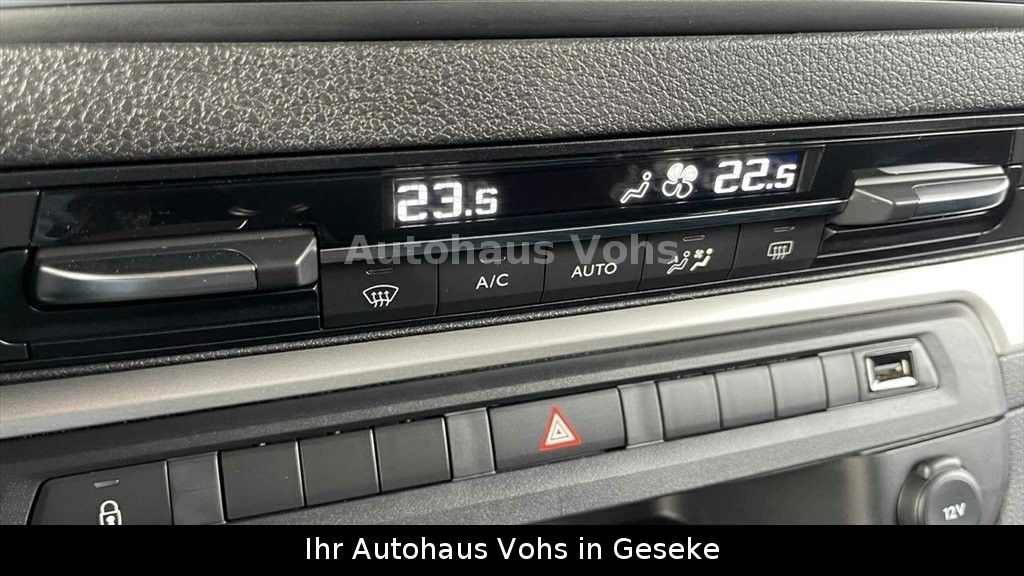 23.5 22.5
Autohaus Vohs
A/C AUTO
12V
Ihr Autohaus Vohs in Geseke